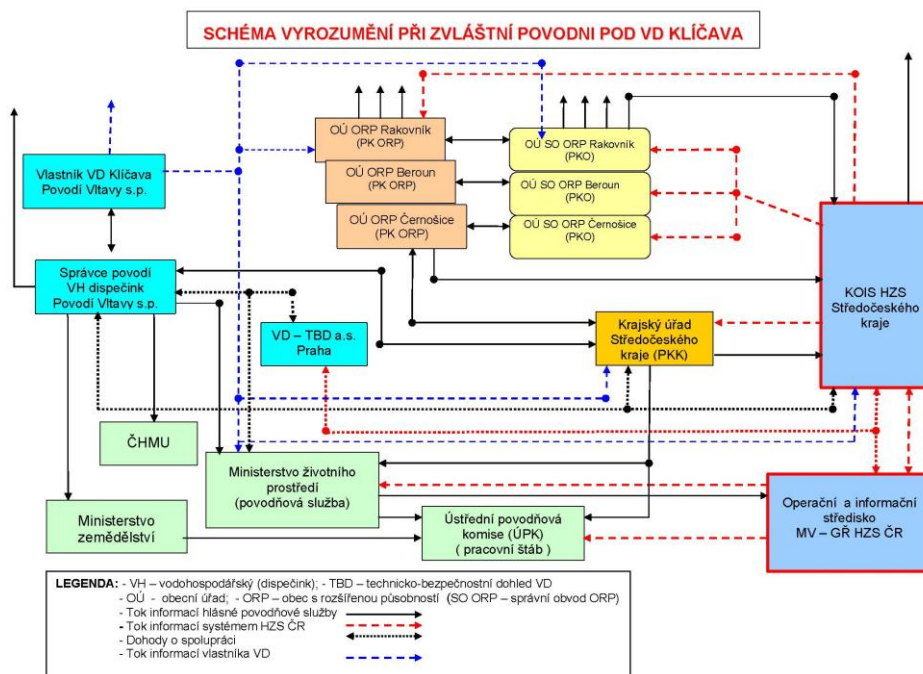 SCHÉMA VYROZUMĚNÍ PŘI ZVLÁŠTNÍ POVODNI POD VD KLÍČAVA
OÚ ORP Rakovník
(PK ORP)
OÚ SO ORP Rakovník
(PKO)
Vlastník VD Klíčava
Povodí Vltavy s.p.
OÚ ORP Beroun
(PK ORP)
OÚ SO ORP Beroun
(PKO)
OÚ ORP Černošice
(PK ORP)
OÚ SO ORP Černošice
(PKO)
Správce povodí
VH dispečink
Povodí Vltavy s.p.
KOIS HZS
Středočeského
kraje
VD – TBD a.s.
Praha
Krajský úřad
Středočeského
kraje (PKK)
ČHMU
Ministerstvo životního
prostředí
(povodňová služba)
Operační a informační
středisko
MV – GŘ HZS ČR
Ministerstvo
zemědělství
Ústřední povodňová
komise (ÚPK)
( pracovní štáb )
LEGENDA: - VH – vodohospodářský (dispečink); - TBD – technicko-bezpečnostní dohled VD
- OÚ - obecní úřad; - ORP – obec s rozšířenou působností (SO ORP – správní obvod ORP)
- Tok informací hlásné povodňové služby
- Tok informací systémem HZS ČR
- Dohody o spolupráci
- Tok informací vlastníka VD